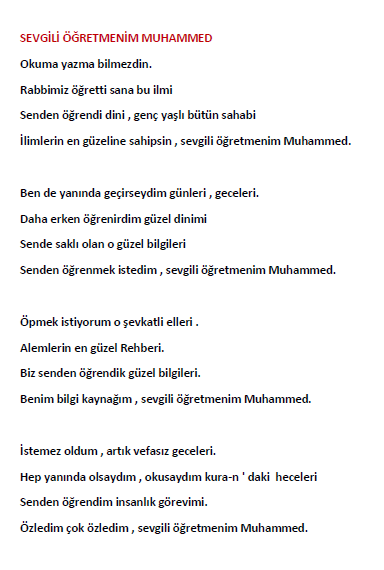 SEVGİLİ ÖĞRETMENİM MUHAMMED
Okuma yazma bilmezdin.
Rabbimiz öğretti sana bu ilmi
Senden öğrendi dini , genç yaşlı bütün sahabi
İlimlerin en güzeline sahipsin , sevgili öğretmenim Muhammed.
Ben de yanında geçirseydim günleri , geceleri.
Daha erken öğrenirdim güzel dinimi
Sende saklı olan o güzel bilgileri
Senden öğrenmek istedim , sevgili öğretmenim Muhammed.
Öpmek istiyorum o şevkatli elleri .
Alemlerin en güzel Rehberi.
Biz senden öğrendik güzel bilgileri.
Benim bilgi kaynağım , sevgili öğretmenim Muhammed.
İstemez oldum , artık vefasız geceleri.
Hep yanında olsaydım , okusaydım kura-n ' daki heceleri
Senden öğrendim insanlık görevimi.
Özledim çok özledim , sevgili öğretmenim Muhammed.